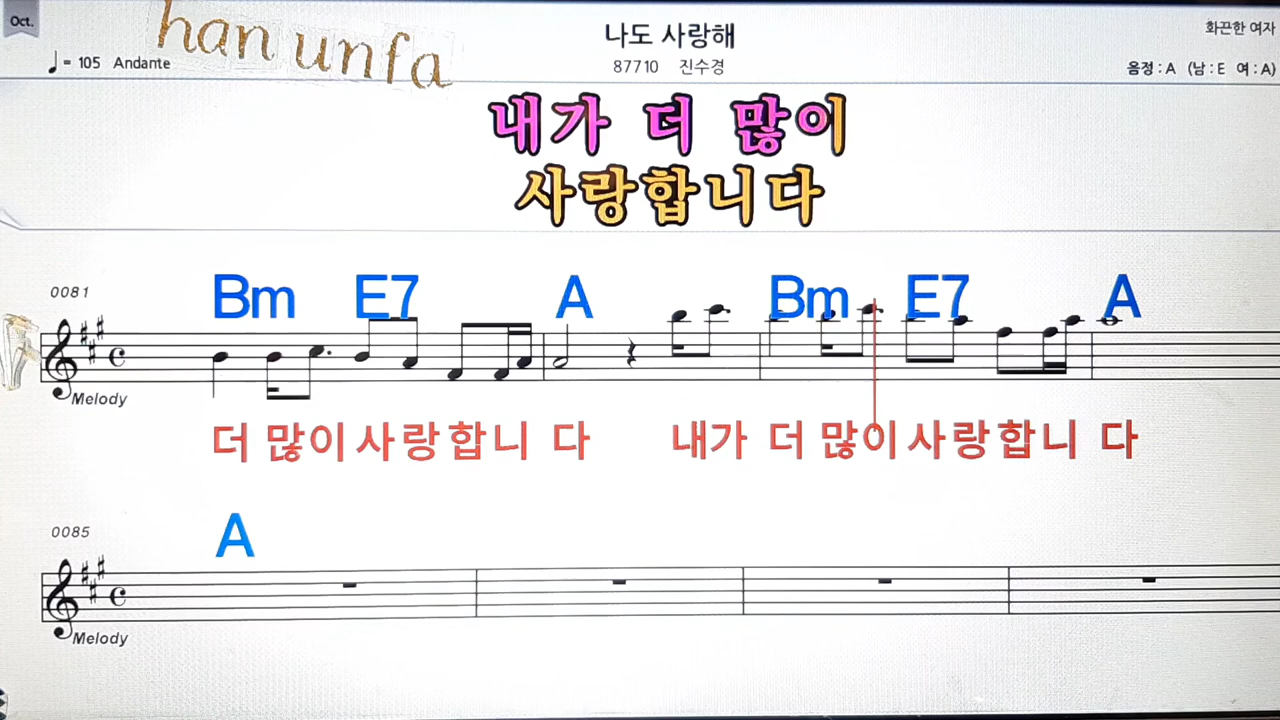 Oct.
han unfa
나도 사랑해
화끈한 여자
♩= 105 Andante
87710 진수경
음정 : A (남 : E 여 : A)
내가 더 많이
사랑합니다
0081
Bm E7 A Bm E7 A
Melody
더 많이 사랑합니 다 내가 더 많이 사랑합니 다
0085
A
Melody